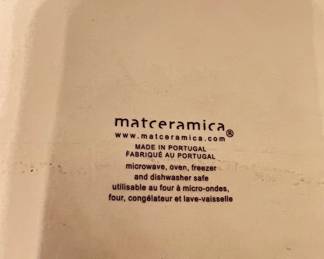 matceramica®
www.matceramica.com
MADE IN PORTUGAL
FABRIQUÉ AU PORTUGAL
microwave, oven, freezer
and dishwasher safe
utilisable au four à micro-ondes,
four, congélateur et lave-vaisselle